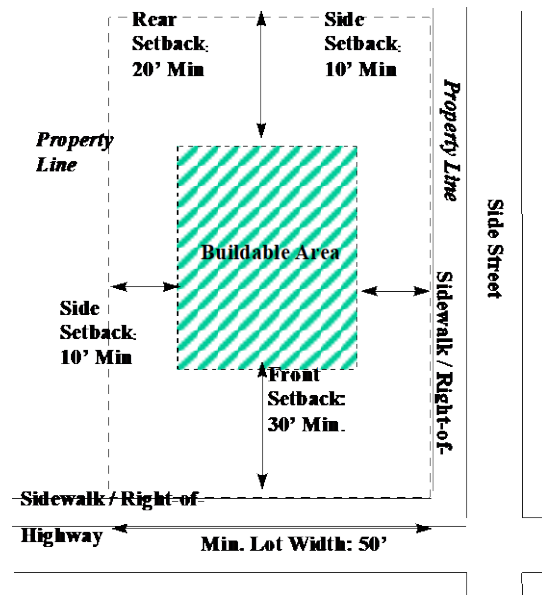 Rear
Setback:
20' Min
Side
Setback:
10' Min
Property
Line
Property Line
Side Street
Buildable Area
Side
Setback:
10' Min
Sidewalk / Right-of-
Front
Setback:
30' Min.
Sidewalk / Right-of-
Highway
Min. Lot Width: 50'